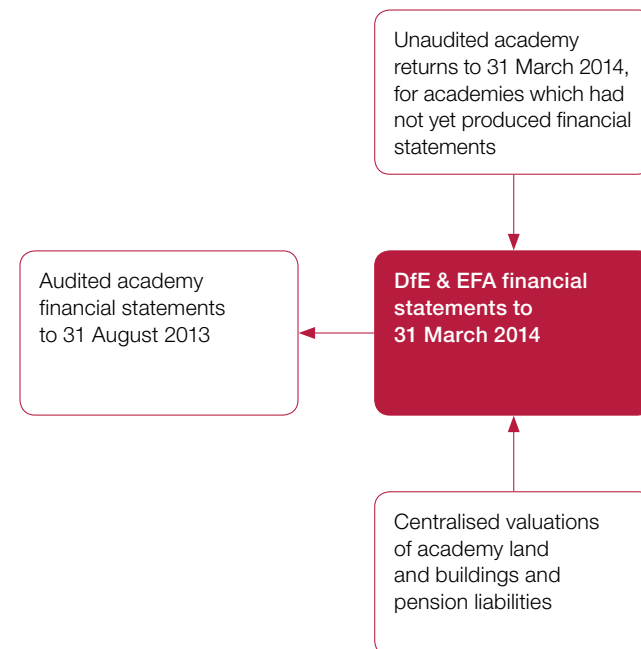 Unaudited academy
returns to 31 March 2014,
for academies which had
not yet produced financial
statements
Audited academy
financial statements
to 31 August 2013
DfE & EFA financial
statements to
31 March 2014
Centralised valuations
of academy land
and buildings and
pension liabilities